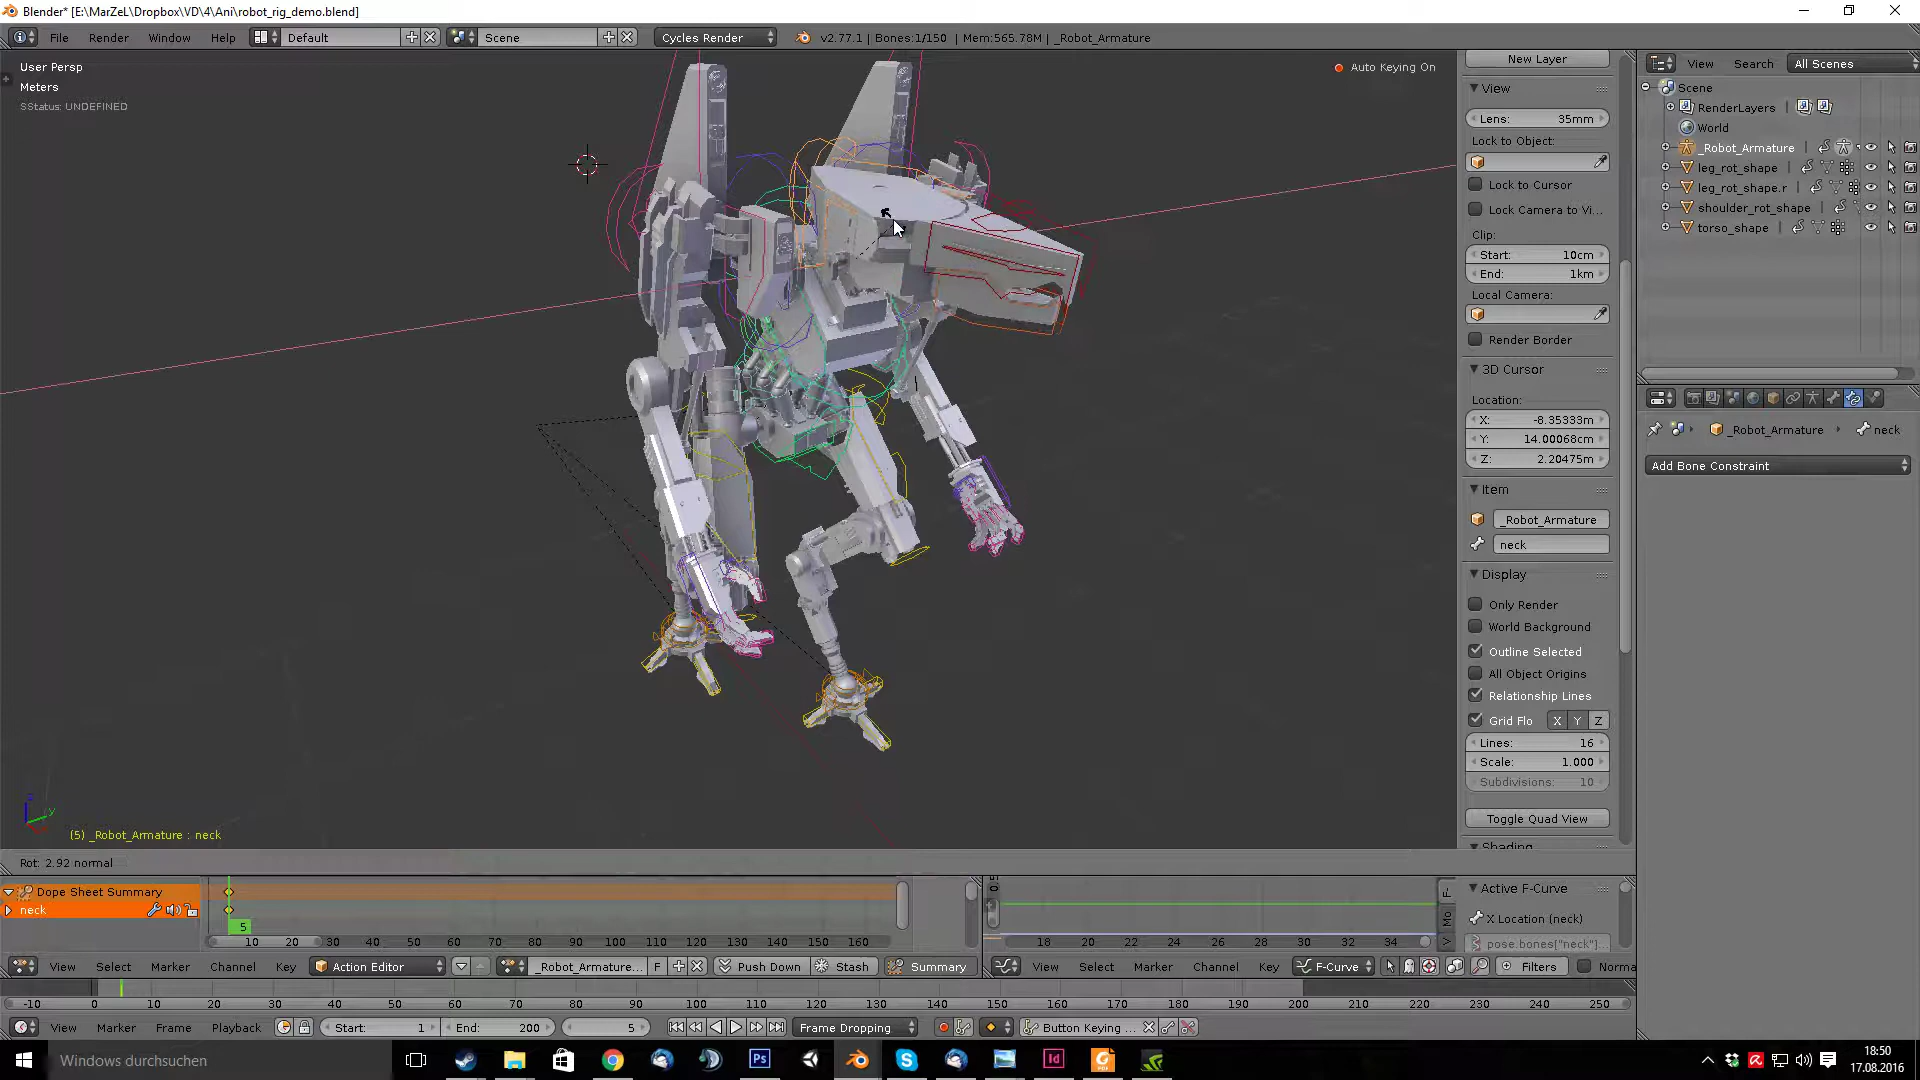 Blender* [E:\MarZeL\Dropbox\VD\4\Ani\robot_rig_demo.blend]
File Render Window Help Default Scene Cycles Render v2.77.1 | Bones:1/150 | Mem:565.78M | _Robot_Armature
User Persp
Meters
SStatus: UNDEFINED
Auto Keying On
(5) _Robot_Armature : neck
Rot: 2.92 normal
New Layer
View
Lens: 35mm
Lock to Object:
Lock to Cursor
Lock Camera to Vi...
Clip:
Start: 10cm
End: 1km
Local Camera:
Render Border
3D Cursor
Location:
X: -8.35333m
Y: 14.00068cm
Z: 2.20475m
Item
_Robot_Armature
neck
Display
Only Render
World Background
Outline Selected
All Object Origins
Relationship Lines
Grid Flo X Y Z
Lines: 16
Scale: 1.000
Subdivisions: 10
Toggle Quad View
Shading
View Search All Scenes
Scene
RenderLayers
World
_Robot_Armature
leg_rot_shape
leg_rot_shape.r
shoulder_rot_shape
torso_shape
_Robot_Armature neck
Add Bone Constraint
Dope Sheet Summary
neck
5
10 20 30 40 50 60 70 80 90 100 110 120 130 140 150 160
View Select Marker Channel Key Action Editor _Robot_Armature... F Push Down Stash Summary
18 20 22 24 26 28 30 32 34
Active F-Curve
X Location (neck)
pose.bones["neck"]...
View Select Marker Channel Key F-Curve Filters Norma
-10 0 10 20 30 40 50 60 70 80 90 100 110 120 130 140 150 160 170 180 190 200 210 220 230 240 250
View Marker Frame Playback Start: 1 End: 200 5 Frame Dropping Button Keying ...
Windows durchsuchen
18:50
17.08.2016